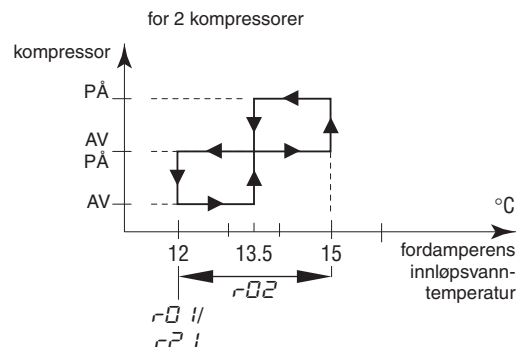 for 2 kompressorer
kompressor
PÅ
AV
PÅ
AV
°C
12
13.5
15
fordamperens
innløpsvann-
temperatur
r02
r01/
r21